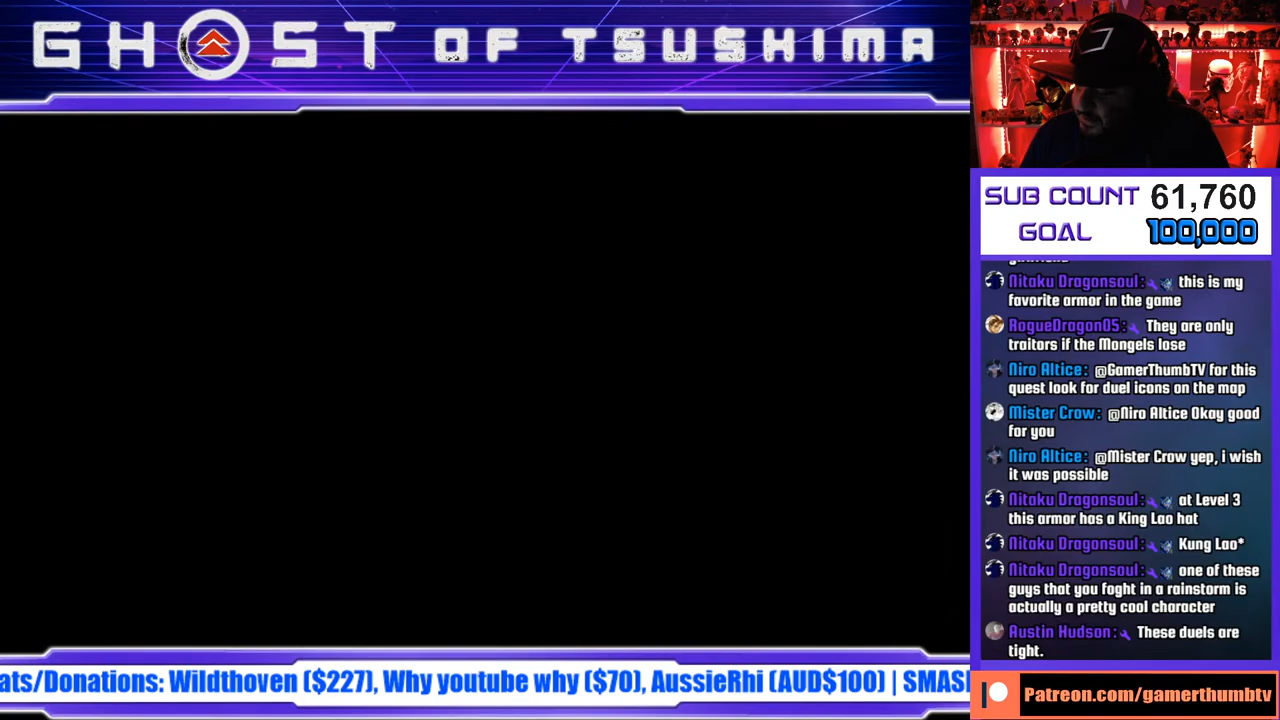 GHOST OF TSUSHIMA
SUB COUNT 61,760
GOAL 100,000
Nitaku Dragonsoul: this is my
favorite armor in the game
RogueDragon05: They are only
traitors if the Mongels lose
Niro Altice: @GamerThumbTV for this
quest look for duel icons on the map
Mister Crow: @Niro Altice Okay good
for you
Niro Altice: @Mister Crow yep, i wish
it was possible
Nitaku Dragonsoul: at Level 3
this armor has a King Lao hat
Nitaku Dragonsoul: Kung Lao*
Nitaku Dragonsoul: one of these
guys that you foght in a rainstorm is
actually a pretty cool character
Austin Hudson: These duels are
tight.
ats/Donations: Wildthoven ($227), Why youtube why ($70), AussieRhi (AUD$100) | SMAS
Patreon.com/gamerthumbtv